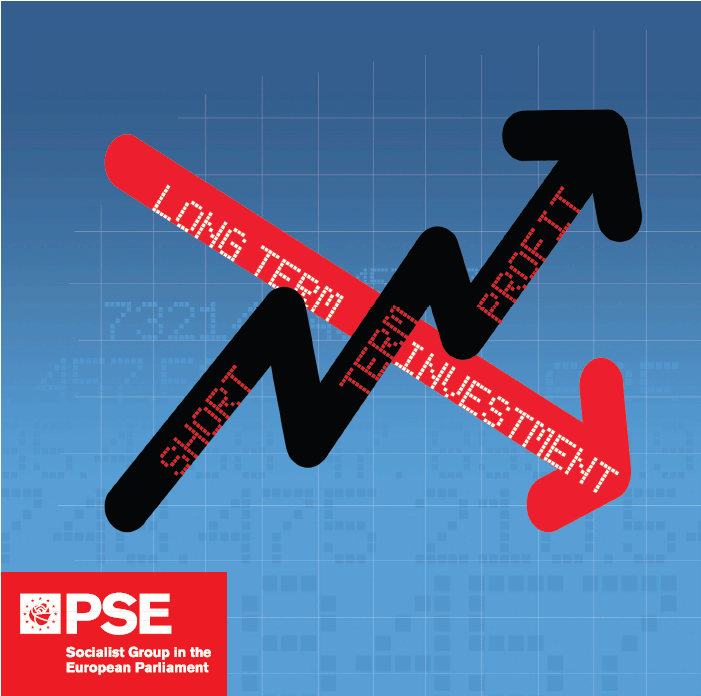 LONG TERM INVESTMENT
SHORT TERM PROFIT
PSE
Socialist Group in the
European Parliament